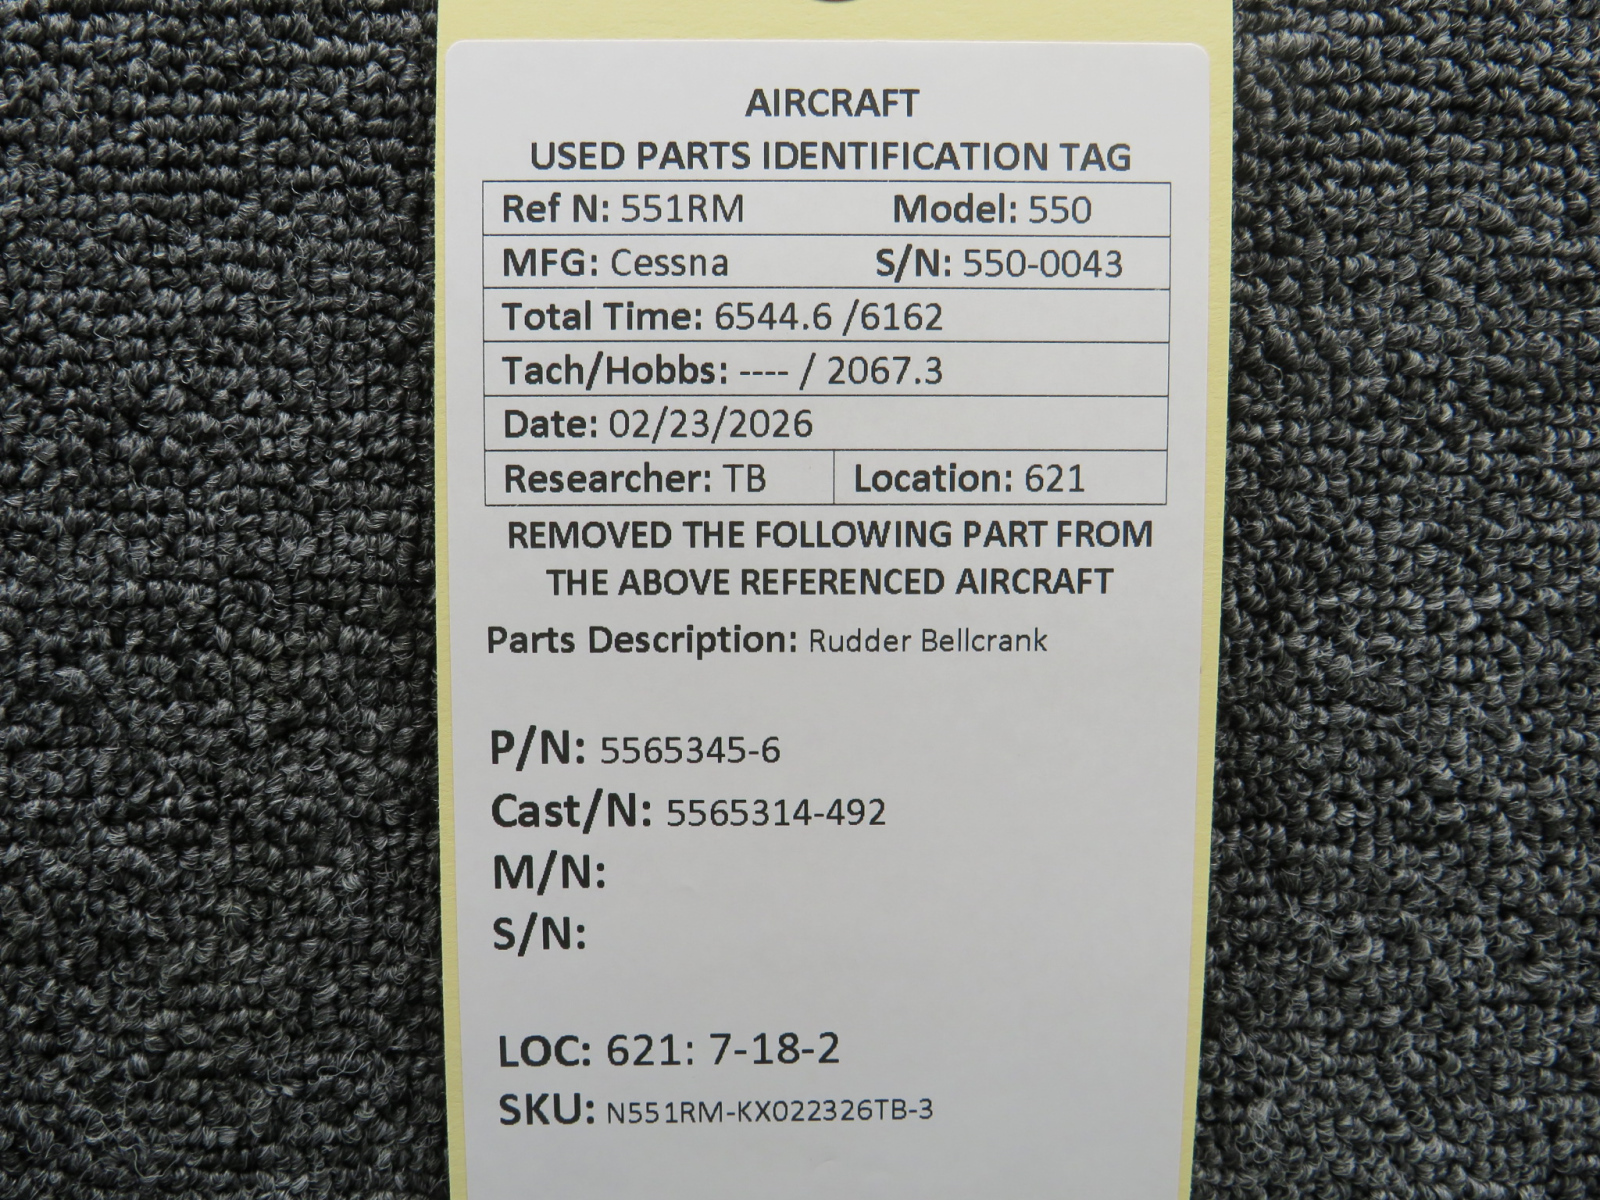 AIRCRAFT
USED PARTS IDENTIFICATION TAG
Ref N: 551RM Model: 550
MFG: Cessna S/N: 550-0043
Total Time: 6544.6 /6162
Tach/Hobbs: ---- / 2067.3
Date: 02/23/2026
Researcher: TB Location: 621
REMOVED THE FOLLOWING PART FROM
THE ABOVE REFERENCED AIRCRAFT
Parts Description: Rudder Bellcrank
P/N: 5565345-6
Cast/N: 5565314-492
M/N:
S/N:
LOC: 621: 7-18-2
SKU: N551RM-KX022326TB-3